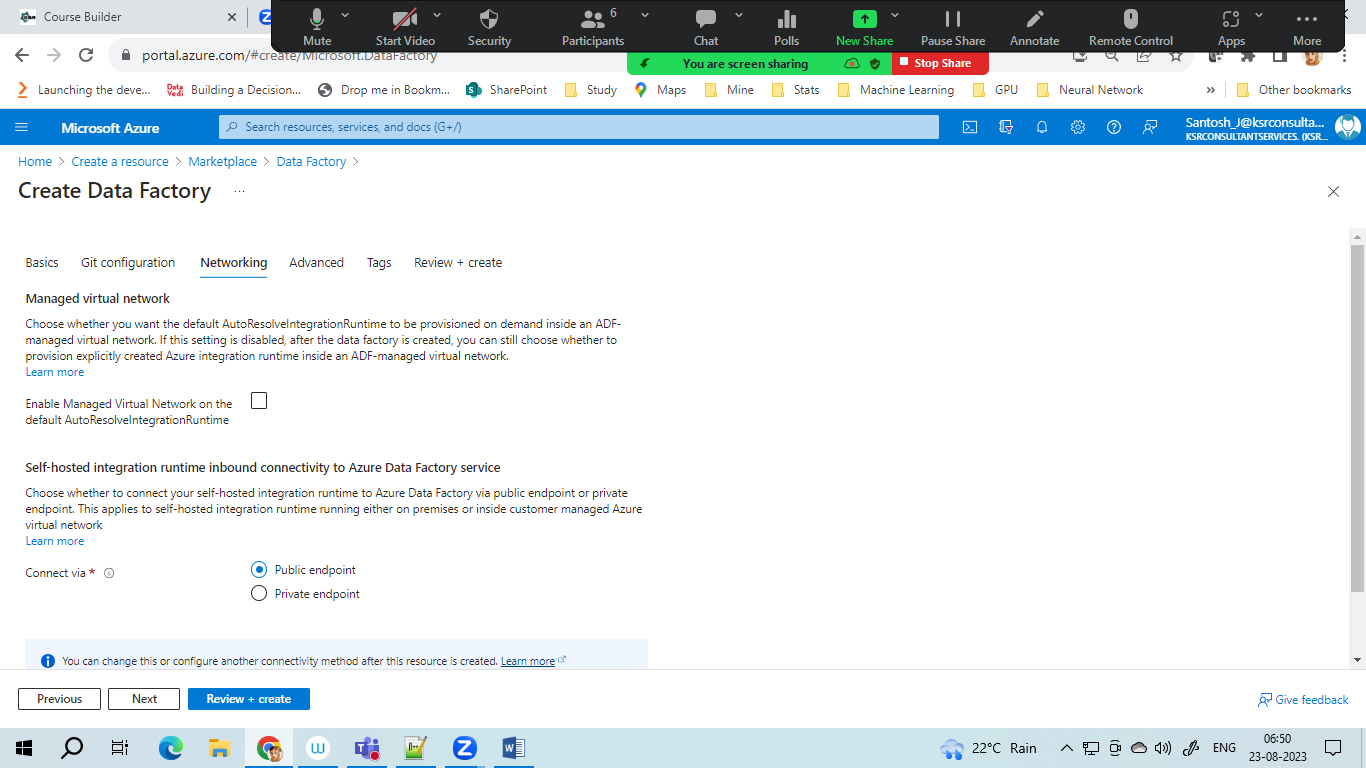 Course Builder
Mute
Start Video
Security
Participants
6
Chat
Polls
New Share
Pause Share
Annotate
Remote Control
Apps
More
portal.azure.com/#create/Microsoft.DataFactory
You are screen sharing
Stop Share
Launching the deve...
Data Vedi
Building a Decision...
Drop me in Bookm...
SharePoint
Study
Maps
Mine
Stats
Machine Learning
GPU
Neural Network
»
Other bookmarks
Microsoft Azure
Search resources, services, and docs (G+/)
Santosh_J@ksrconsulta...
KSRCONSULTANTSERVICES. (KSR...
Home > Create a resource > Marketplace > Data Factory >
Create Data Factory ...
Basics
Git configuration
Networking
Advanced
Tags
Review + create
Managed virtual network
Choose whether you want the default AutoResolveIntegrationRuntime to be provisioned on demand inside an ADF-
managed virtual network. If this setting is disabled, after the data factory is created, you can still choose whether to
provision explicitly created Azure integration runtime inside an ADF-managed virtual network.
Learn more
Enable Managed Virtual Network on the
default AutoResolveIntegrationRuntime
Self-hosted integration runtime inbound connectivity to Azure Data Factory service
Choose whether to connect your self-hosted integration runtime to Azure Data Factory via public endpoint or private
endpoint. This applies to self-hosted integration runtime running either on premises or inside customer managed Azure
virtual network
Learn more
Connect via *
Public endpoint
Private endpoint
You can change this or configure another connectivity method after this resource is created. Learn more
Previous
Next
Review + create
Give feedback
22°C Rain
ENG
06:50
23-08-2023